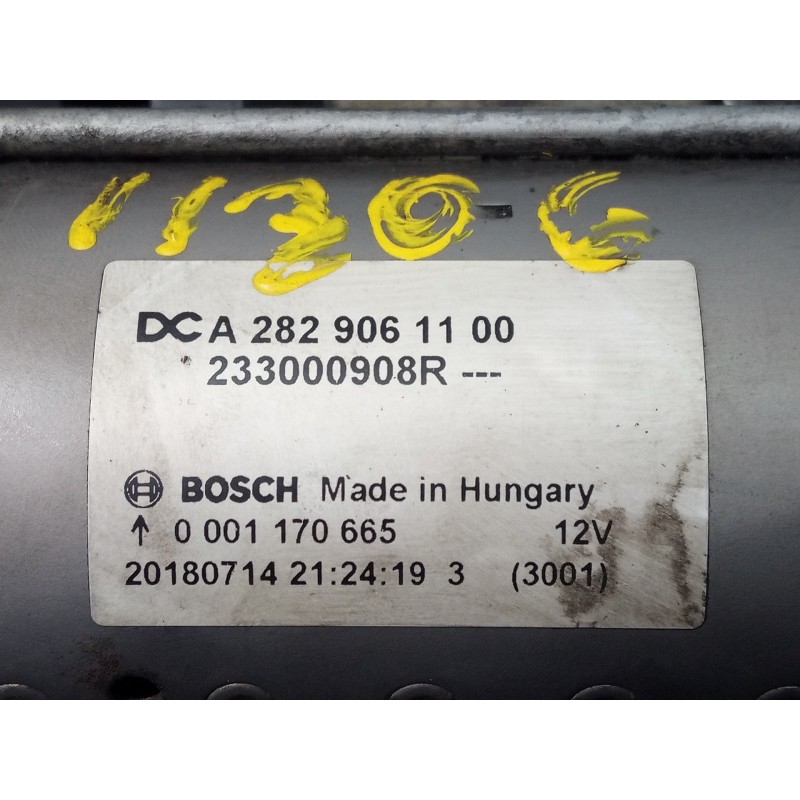 1130 6
DC A 282 906 11 00
233000908R ---
BOSCH Made in Hungary
↑ 0 001 170 665 12V
20180714 21:24:19 3 (3001)